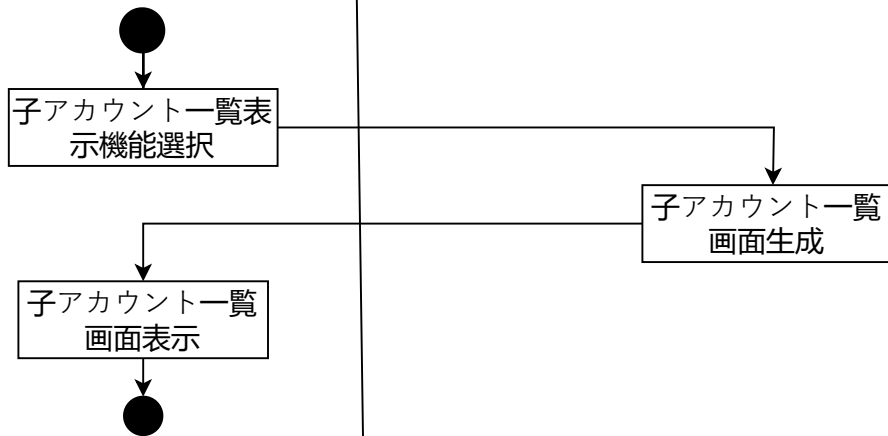 子アカウント一覧表
示機能選択
子アカウント一覧
画面生成
子アカウント一覧
画面表示